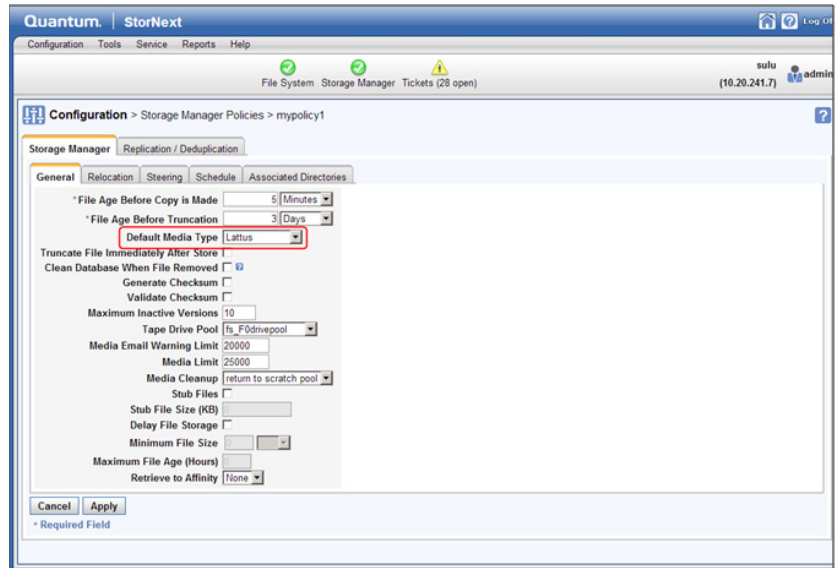 Quantum. | StorNext
Log Of
Configuration Tools Service Reports Help
File System Storage Manager Tickets (28 open)
sulu
(10.20.241.7)
admin
Configuration > Storage Manager Policies > mypolicy1
?
Storage Manager Replication / Deduplication
General Relocation Steering Schedule Associated Directories
*File Age Before Copy is Made 5 Minutes
*File Age Before Truncation 3 Days
Default Media Type Lattus
Truncate File Immediately After Store
Clean Database When File Removed ?
Generate Checksum
Validate Checksum
Maximum Inactive Versions 10
Tape Drive Pool fs_F0drivepool
Media Email Warning Limit 20000
Media Limit 25000
Media Cleanup return to scratch pool
Stub Files
Stub File Size (KB) 0
Delay File Storage
Minimum File Size 0
Maximum File Age (Hours) 0
Retrieve to Affinity None
Cancel Apply
* Required Field